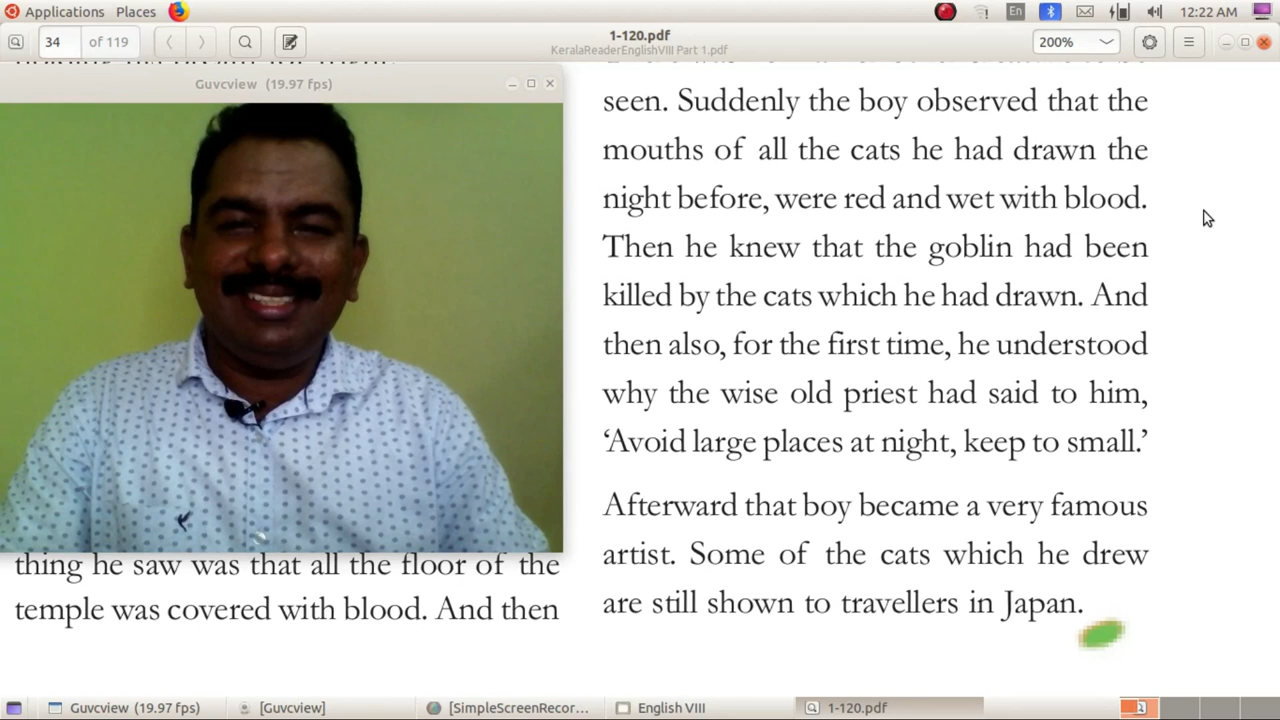 Applications Places
En
12:22 AM
34 of 119
1-120.pdf
KeralaReaderEnglishVIII Part 1.pdf
200%
Guvcview (19.97 fps)
seen. Suddenly the boy observed that the
mouths of all the cats he had drawn the
night before, were red and wet with blood.
Then he knew that the goblin had been
killed by the cats which he had drawn. And
then also, for the first time, he understood
why the wise old priest had said to him,
‘Avoid large places at night, keep to small.’
Afterward that boy became a very famous
artist. Some of the cats which he drew
are still shown to travellers in Japan.
thing he saw was that all the floor of the
temple was covered with blood. And then
Guvcview (19.97 fps)
[Guvcview]
[SimpleScreenRecor...
English VIII
1-120.pdf